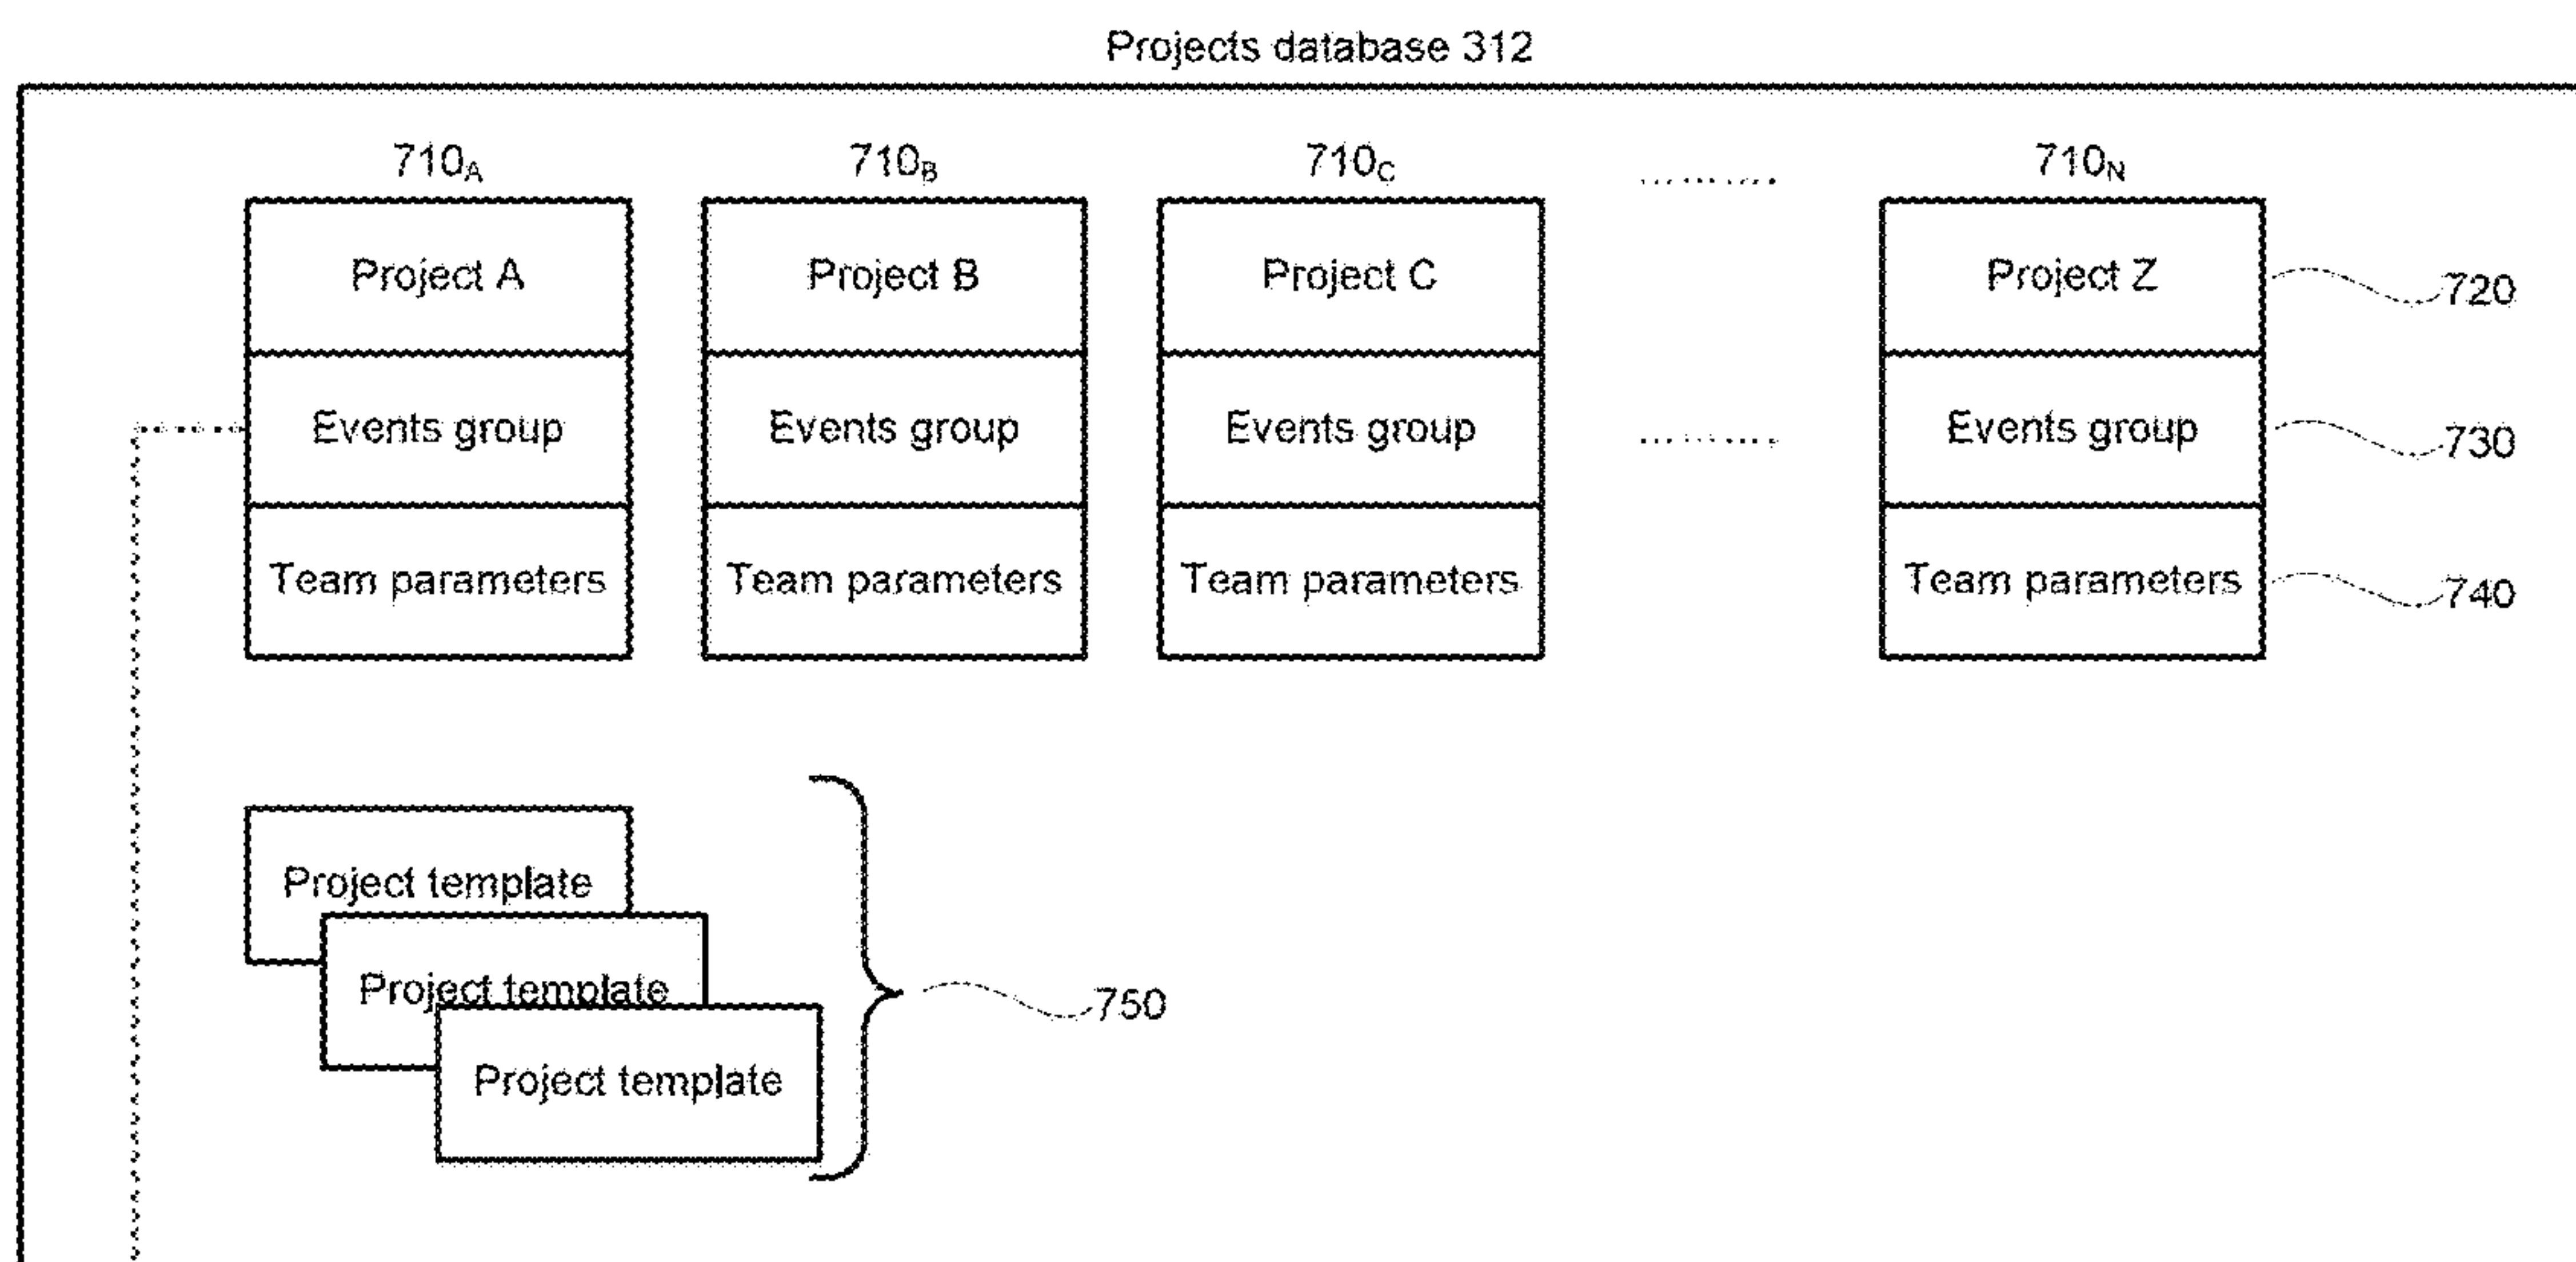 Projects database 312
710A 710B 710C ......... 710N
Project A Project B Project C Project Z 720
Events group Events group Events group ......... Events group 730
Team parameters Team parameters Team parameters Team parameters 740
Project template
Project template
750
Project template